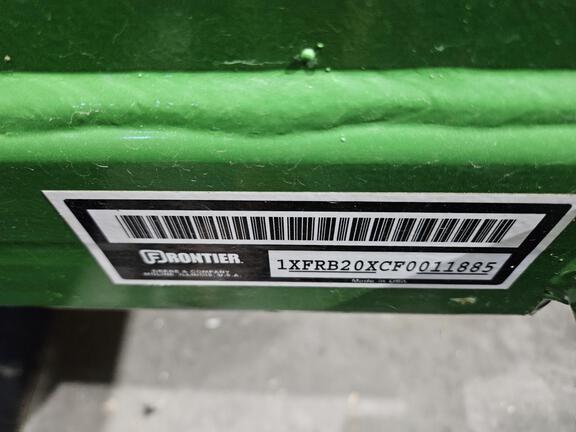 FRONTIER
1XFRB20XCF0011885
DEERE & COMPANY
MOLINE, ILLINOIS, U.S.A.
Made in USA